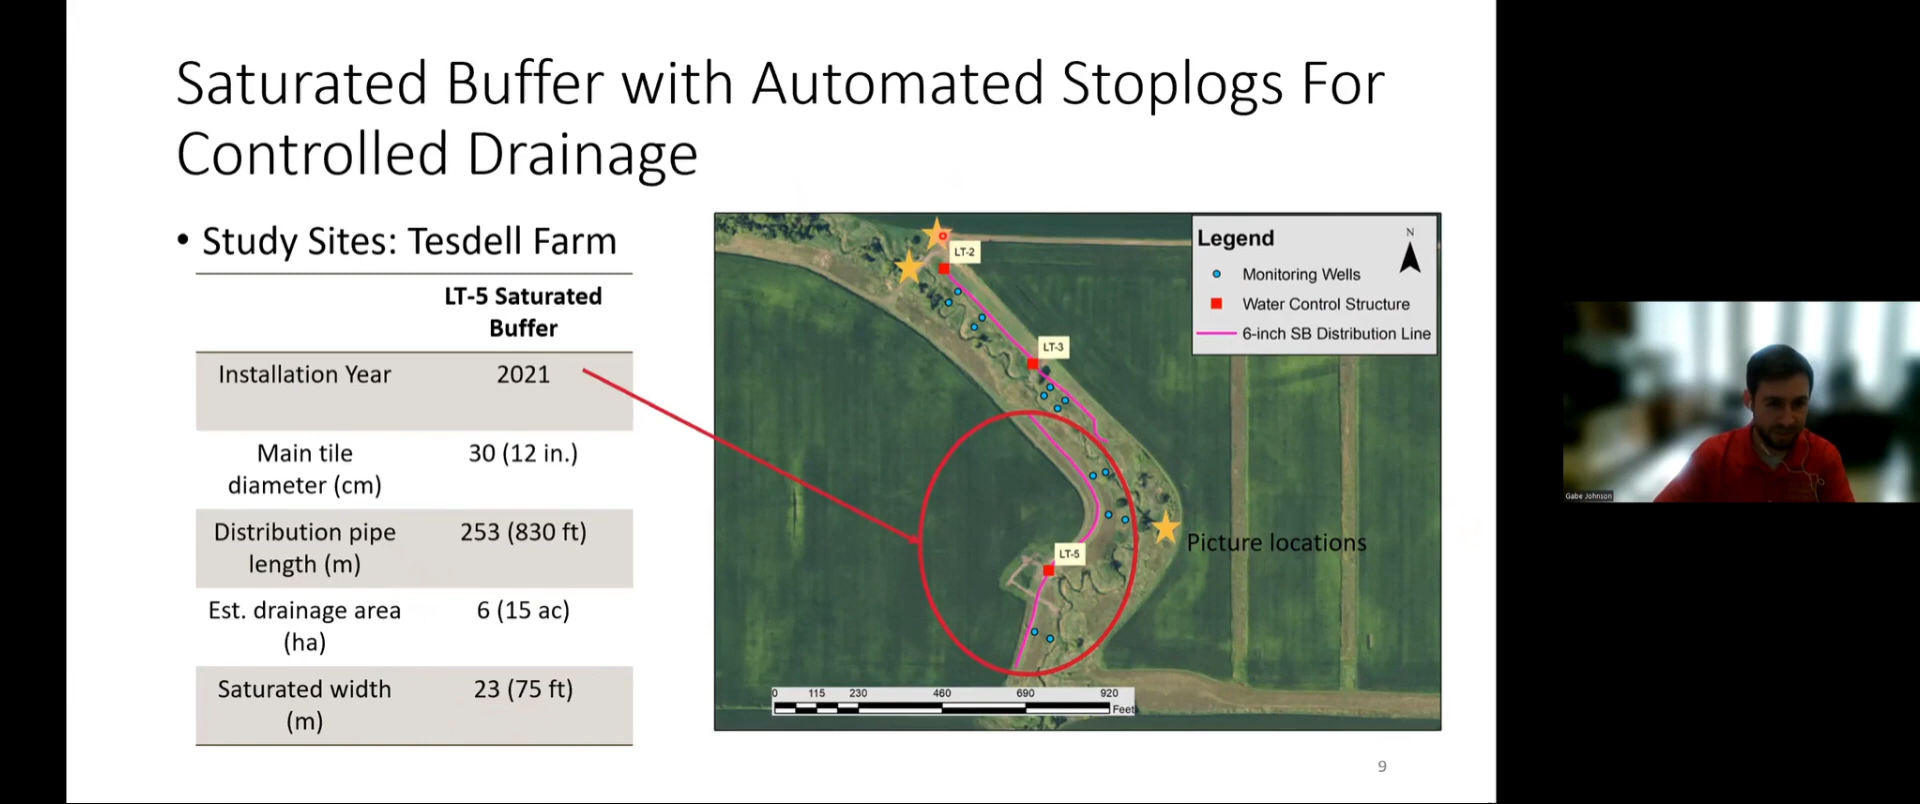 Saturated Buffer with Automated Stoplogs For
Controlled Drainage
• Study Sites: Tesdell Farm
LT-5 Saturated
Buffer
Installation Year 2021
Main tile
diameter (cm) 30 (12 in.)
Distribution pipe
length (m) 253 (830 ft)
Est. drainage area
(ha) 6 (15 ac)
Saturated width
(m) 23 (75 ft)
LT-2
LT-3
LT-5
Legend
N
Monitoring Wells
Water Control Structure
6-inch SB Distribution Line
Picture locations
0 115 230 460 690 920
Feet
9
Gabe Johnson